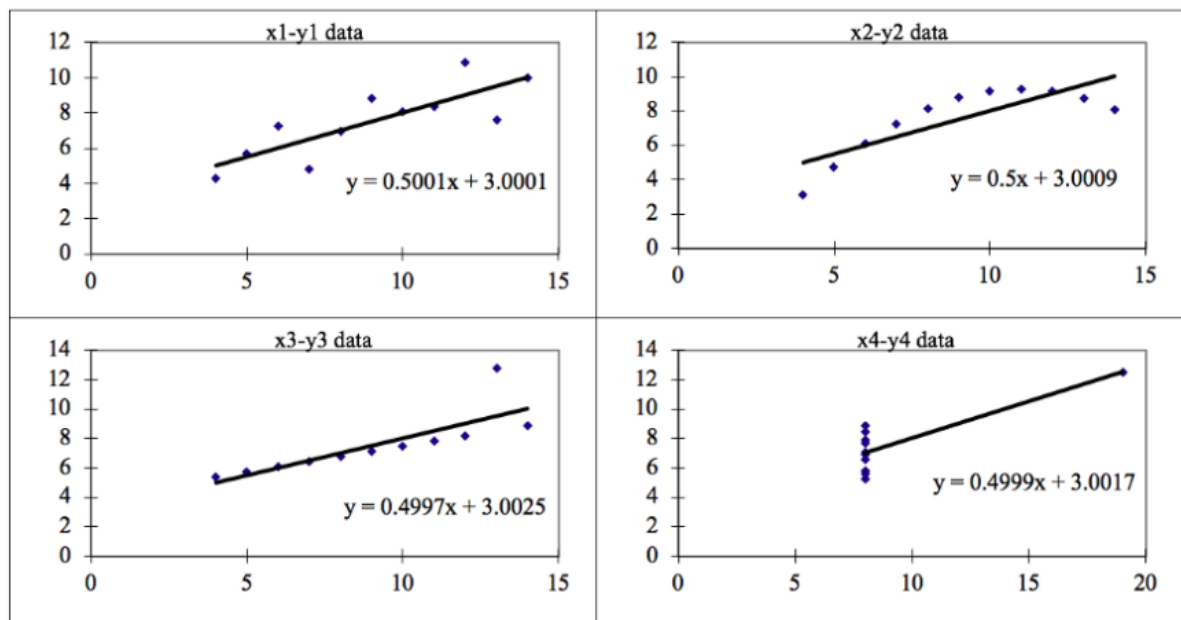 x1-y1 data
12
10
8
6
4
2
0
0 5 10 15
y = 0.5001x + 3.0001
x2-y2 data
12
10
8
6
4
2
0
0 5 10 15
y = 0.5x + 3.0009
x3-y3 data
14
12
10
8
6
4
2
0
0 5 10 15
y = 0.4997x + 3.0025
x4-y4 data
14
12
10
8
6
4
2
0
0 5 10 15 20
y = 0.4999x + 3.0017